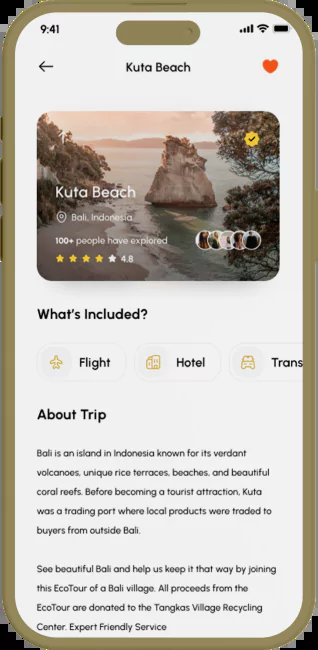 9:41
Kuta Beach
Kuta Beach
Bali, Indonesia
100+ people have explored
4.8
What's Included?
Flight
Hotel
Trans
About Trip
Bali is an island in Indonesia known for its verdant
volcanoes, unique rice terraces, beaches, and beautiful
coral reefs. Before becoming a tourist attraction, Kuta
was a trading port where local products were traded to
buyers from outside Bali.
See beautiful Bali and help us keep it that way by joining
this EcoTour of a Bali village. All proceeds from the
EcoTour are donated to the Tangkas Village Recycling
Center. Expert Friendly Service